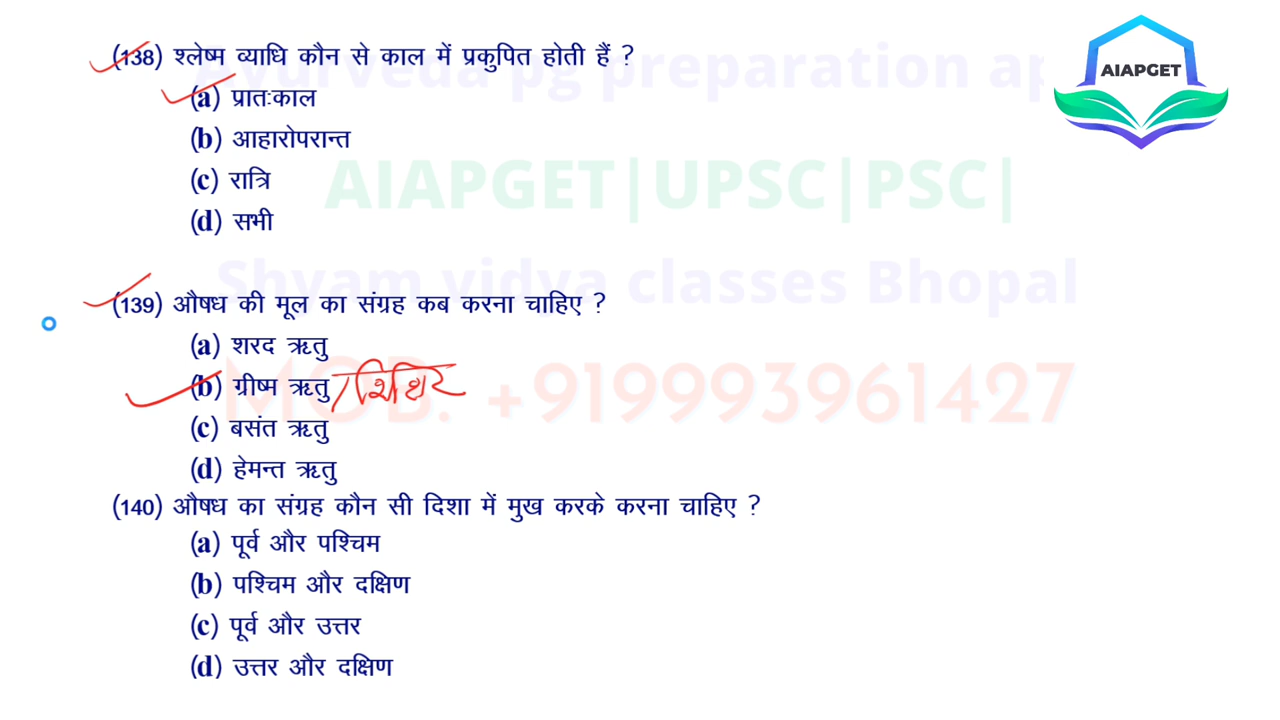 (138) श्लेष्म व्याधि कौन से काल में प्रकुपित होती हैं ?
AIAPGET
Ayurveda pg preparation ap
(a) प्रातःकाल
(b) आहारोपरान्त
(c) रात्रि
AIAPGET|UPSC|PSC|
(d) सभी
Shyam vidya classes Bhopal
(139) औषध की मूल का संग्रह कब करना चाहिए ?
(a) शरद ऋतु
(b) ग्रीष्म ऋतु / शिशिर
MOB. +919993961427
(c) बसंत ऋतु
(d) हेमन्त ऋतु
(140) औषध का संग्रह कौन सी दिशा में मुख करके करना चाहिए ?
(a) पूर्व और पश्चिम
(b) पश्चिम और दक्षिण
(c) पूर्व और उत्तर
(d) उत्तर और दक्षिण